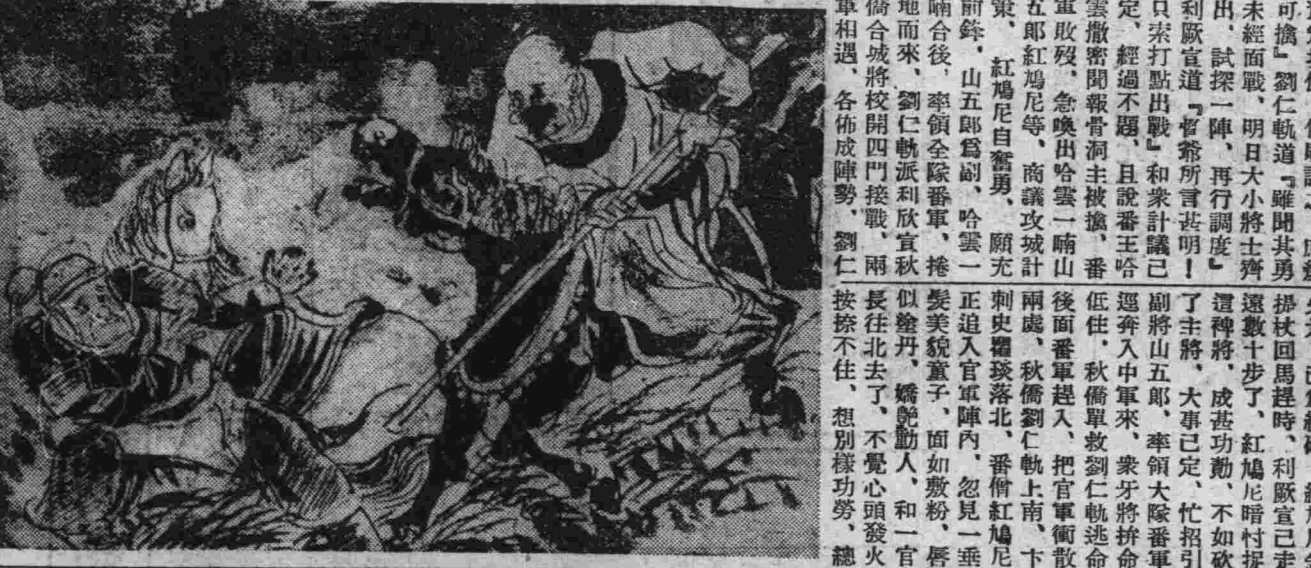 可擒』劉仁軌道『雖聞其勇
未經面戰、明日大小將士齊
出、試探一陣、再行調度』
利厥宣道『督爺所言甚明！
只索打點出戰』和衆計議已
定、經過不題、且說番王哈
雲撒密聞報骨洞主被擒、番
軍敗歿、急喚出哈雲一喃山
五郎紅鳩尼等、商議攻城計
策、紅鳩尼自奮勇、願充
前鋒、山五郎爲副、哈雲一
喃合後、率領全隊番軍、捲
地而來、劉仁軌派利欣宣秋
僑合城將校開四門接戰、兩
軍相遇、各佈成陣勢、劉仁
提杖回馬趕時、利厥宣已走
遠數十步了、紅鳩尼暗忖捉
這裨將、成甚功勳、不如砍
了主將、大事已定、忙招引
副將山五郎、率領大隊番軍
逕奔入中軍來、衆牙將拚命
低住、秋僑單救劉仁軌逃命
後面番軍趕入、把官軍衝散
兩處、秋僑劉仁軌上南、卞
刺史瞿琰落北、番僧紅鳩尼
正追入官軍陣內、忽見一垂
髮美貌童子、面如敷粉、唇
似塗丹、嬌艷動人、和一官
長往北去了、不覺心頭發火
按捺不住、想別樣功勞、總